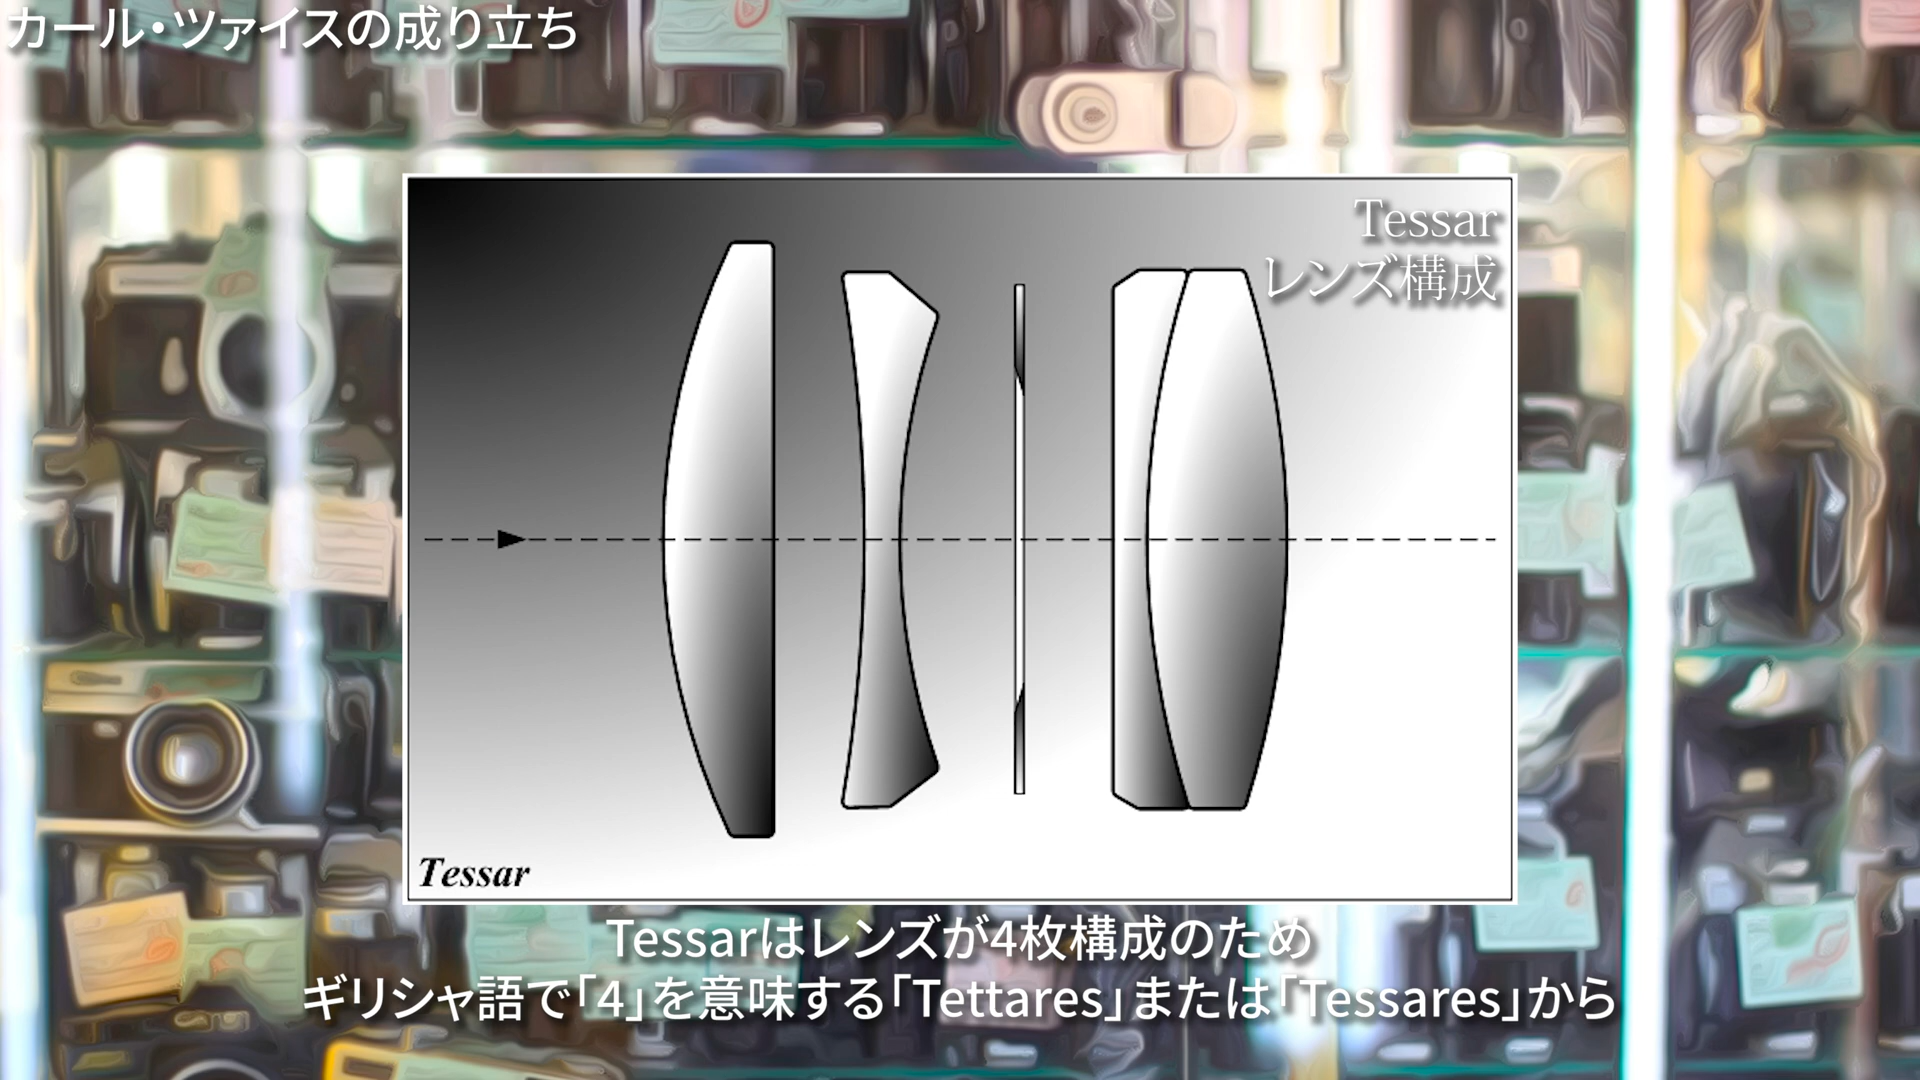 カール・ツァイスの成り立ち
Tessar
レンズ構成
Tessar
Tessarはレンズが4枚構成のため
ギリシャ語で「4」を意味する「Tettares」または「Tessares」から